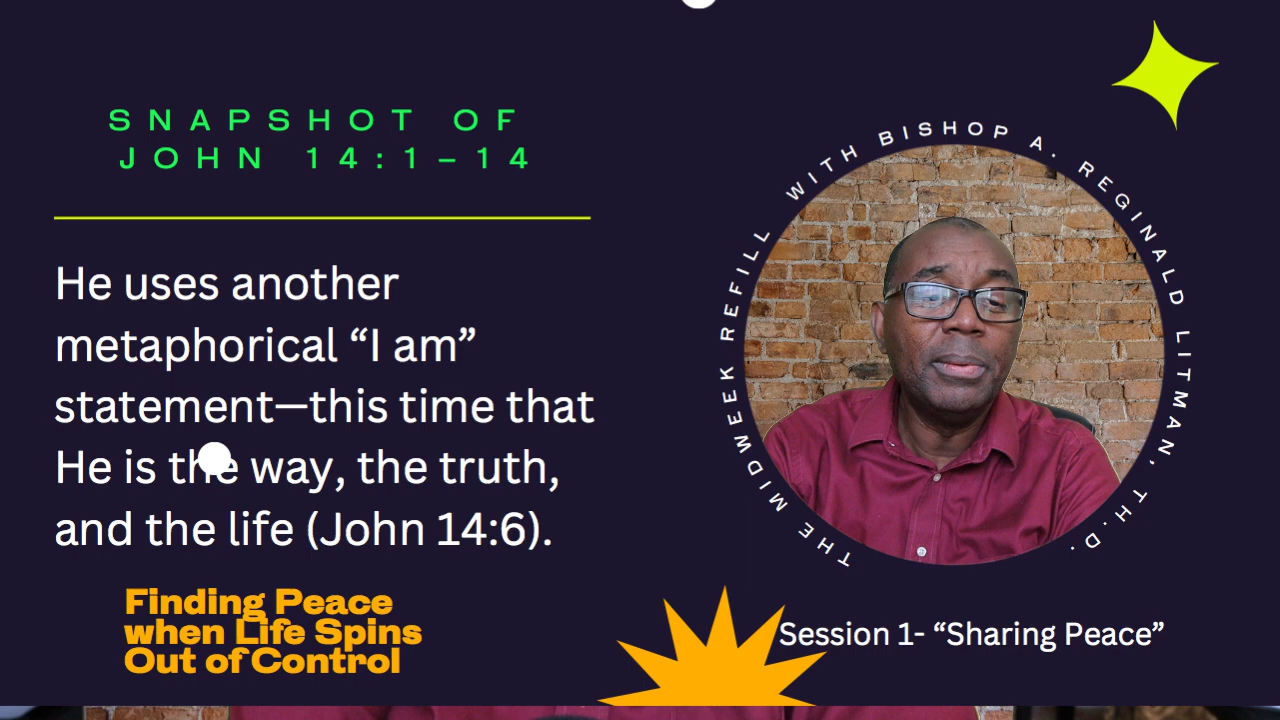 SNAPSHOT OF
JOHN 14:1-14
He uses another
metaphorical “I am”
statement—this time that
He is the way, the truth,
and the life (John 14:6).
Finding Peace
when Life Spins
Out of Control
THE MIDWEEK REFILL WITH BISHOP A. REGINALD LITMAN, TH.D.
Session 1- “Sharing Peace”